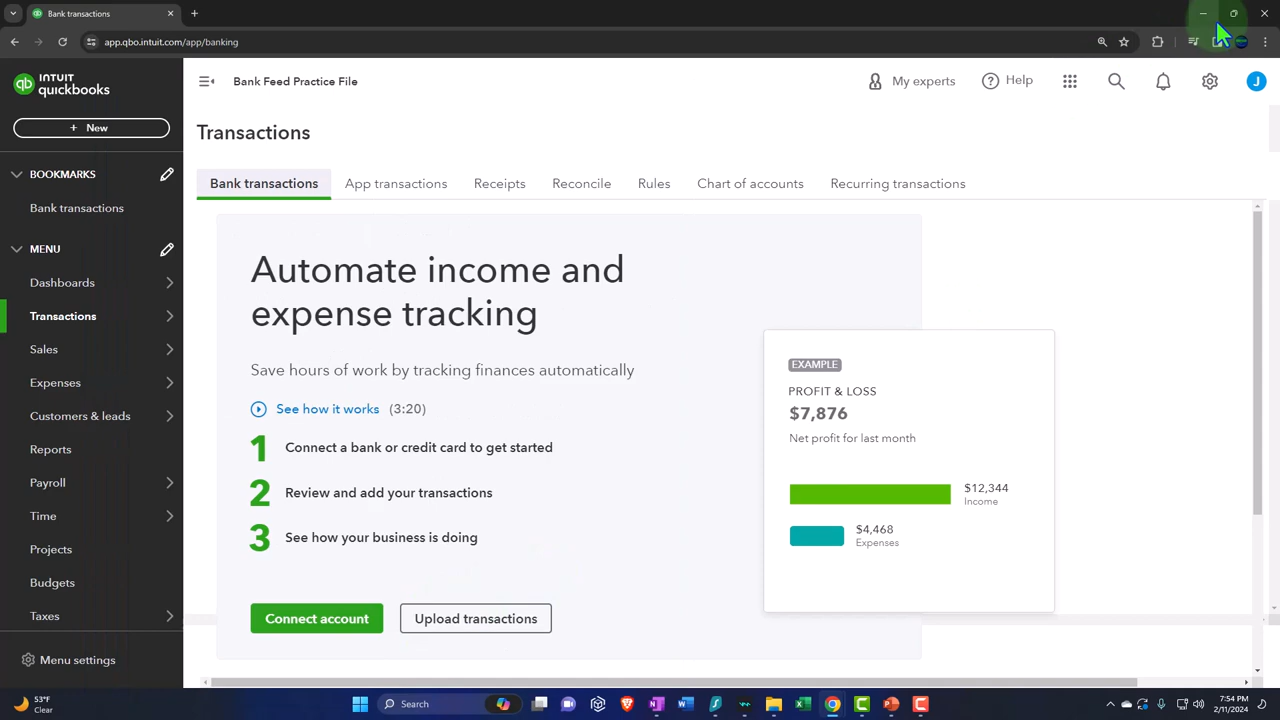 Bank transactions
app.qbo.intuit.com/app/banking
INTUIT
quickbooks
Bank Feed Practice File
My experts
Help
J
+ New
Transactions
BOOKMARKS
Bank transactions
App transactions
Receipts
Reconcile
Rules
Chart of accounts
Recurring transactions
Bank transactions
MENU
Dashboards
Transactions
Sales
Expenses
Customers & leads
Reports
Payroll
Time
Projects
Budgets
Taxes
Menu settings
Automate income and
expense tracking
Save hours of work by tracking finances automatically
See how it works (3:20)
1 Connect a bank or credit card to get started
2 Review and add your transactions
3 See how your business is doing
Connect account
Upload transactions
EXAMPLE
PROFIT & LOSS
$7,876
Net profit for last month
$12,344
Income
$4,468
Expenses
53°F
Clear
Search
7:54 PM
2/11/2024